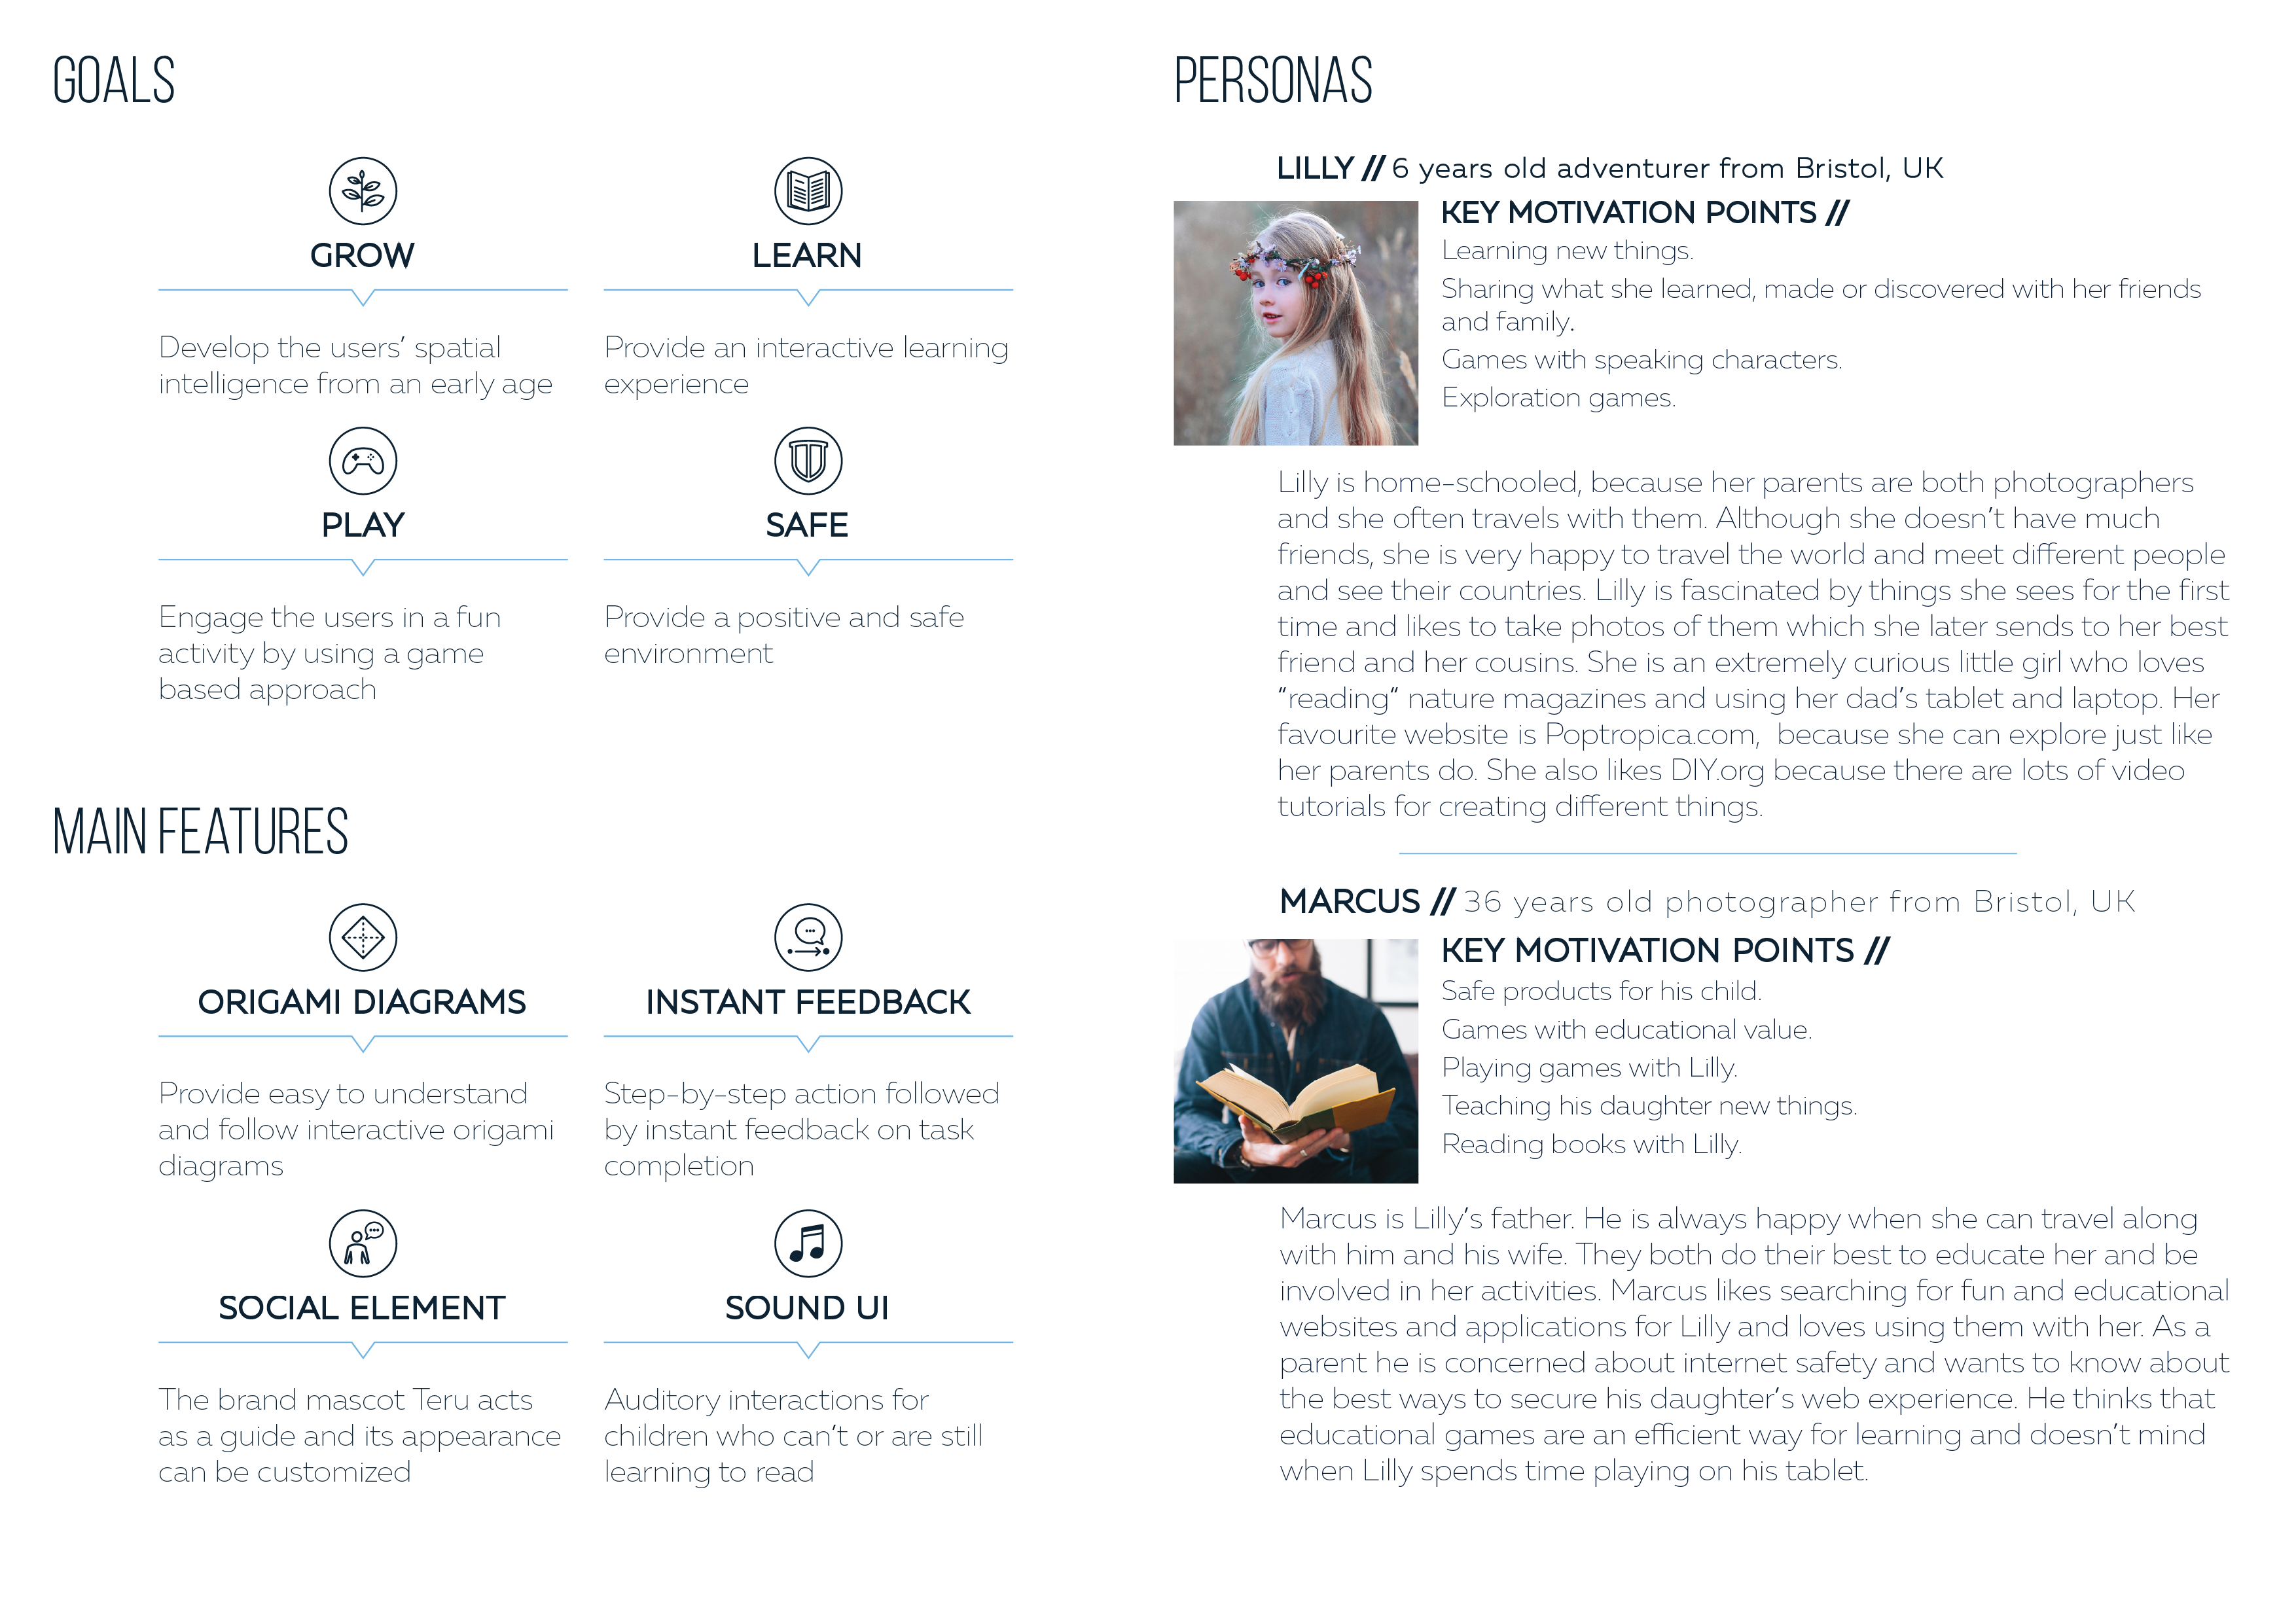 GOALS
GROW
Develop the users’ spatial
intelligence from an early age
LEARN
Provide an interactive learning
experience
PLAY
Engage the users in a fun
activity by using a game
based approach
SAFE
Provide a positive and safe
environment
MAIN FEATURES
ORIGAMI DIAGRAMS
Provide easy to understand
and follow interactive origami
diagrams
INSTANT FEEDBACK
Step-by-step action followed
by instant feedback on task
completion
SOCIAL ELEMENT
The brand mascot Teru acts
as a guide and its appearance
can be customized
SOUND UI
Auditory interactions for
children who can’t or are still
learning to read
PERSONAS
LILLY // 6 years old adventurer from Bristol, UK
KEY MOTIVATION POINTS //
Learning new things.
Sharing what she learned, made or discovered with her friends
and family.
Games with speaking characters.
Exploration games.
Lilly is home-schooled, because her parents are both photographers
and she often travels with them. Although she doesn’t have much
friends, she is very happy to travel the world and meet different people
and see their countries. Lilly is fascinated by things she sees for the first
time and likes to take photos of them which she later sends to her best
friend and her cousins. She is an extremely curious little girl who loves
“reading“ nature magazines and using her dad’s tablet and laptop. Her
favourite website is Poptropica.com,  because she can explore just like
her parents do. She also likes DIY.org because there are lots of video
tutorials for creating different things.
MARCUS // 36 years old photographer from Bristol, UK
KEY MOTIVATION POINTS //
Safe products for his child.
Games with educational value.
Playing games with Lilly.
Teaching his daughter new things.
Reading books with Lilly.
Marcus is Lilly’s father. He is always happy when she can travel along
with him and his wife. They both do their best to educate her and be
involved in her activities. Marcus likes searching for fun and educational
websites and applications for Lilly and loves using them with her. As a
parent he is concerned about internet safety and wants to know about
the best ways to secure his daughter’s web experience. He thinks that
educational games are an efficient way for learning and doesn’t mind
when Lilly spends time playing on his tablet.